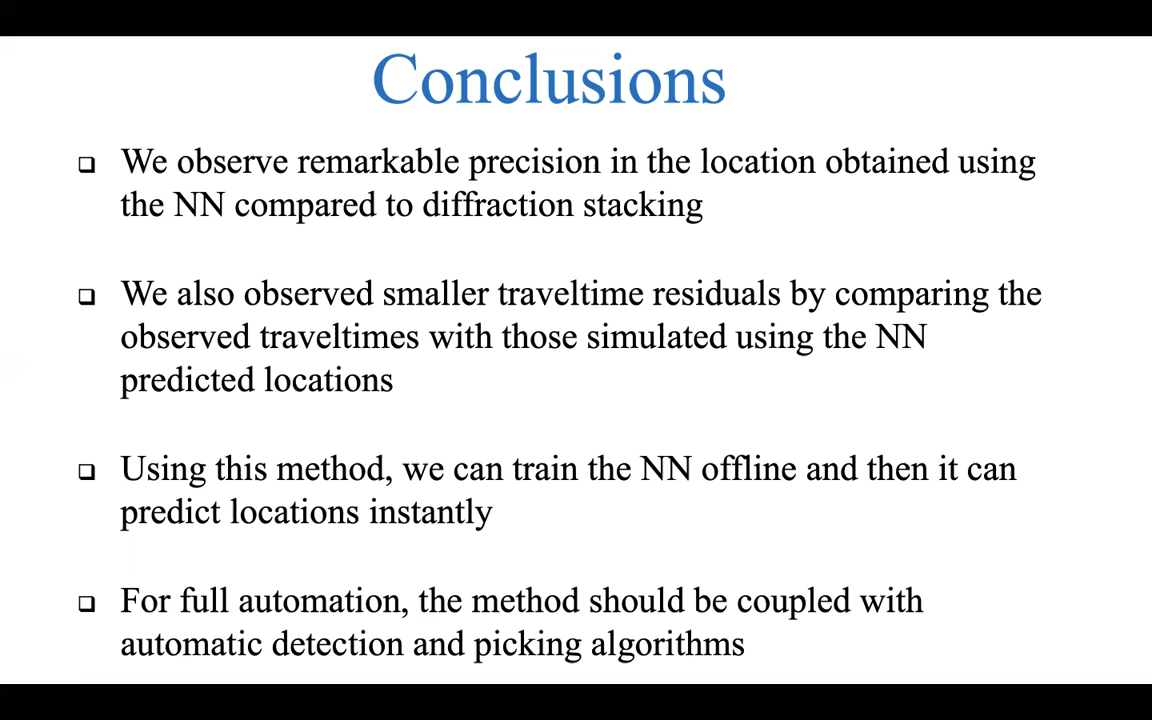 Conclusions
❑ We observe remarkable precision in the location obtained using
the NN compared to diffraction stacking
❑ We also observed smaller traveltime residuals by comparing the
observed traveltimes with those simulated using the NN
predicted locations
❑ Using this method, we can train the NN offline and then it can
predict locations instantly
❑ For full automation, the method should be coupled with
automatic detection and picking algorithms